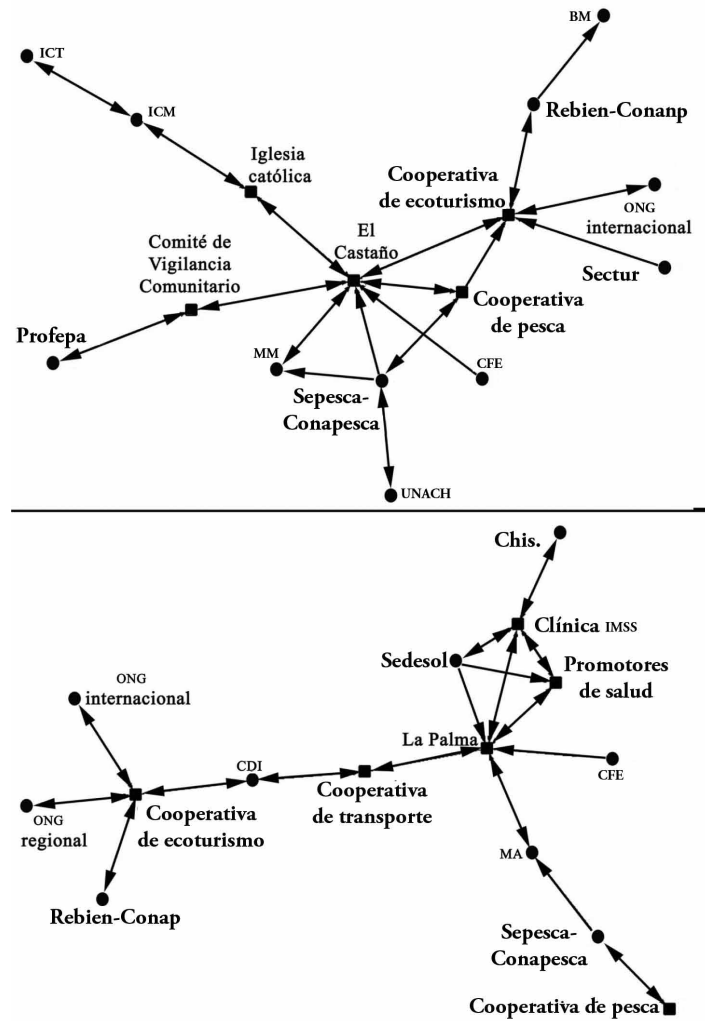 BM
ICT
ICM
Rebien-Conanp
Iglesia
católica
Cooperativa
de ecoturismo
ONG
internacional
El
Castaño
Comité de
Vigilancia
Comunitario
Sectur
Cooperativa
de pesca
Profepa
MM
CFE
Sepesca-
Conapesca
UNACH
Chis.
Clínica IMSS
Sedesol
Promotores
de salud
ONG
internacional
La Palma
CDI
CFE
Cooperativa
de transporte
ONG
regional
Cooperativa
de ecoturismo
MA
Rebien-Conap
Sepesca-
Conapesca
Cooperativa de pesca